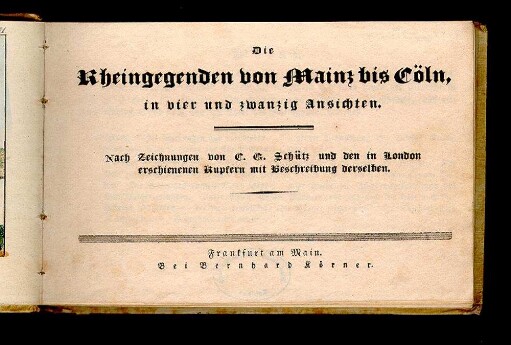 Die
Rheingegenden von Mainz bis Cöln,
in vier und zwanzig Ansichten.
Nach Zeichnungen von C. G. Schütz und den in London
erschienenen Kupfern mit Beschreibung derselben.
Frankfurt am Main.
Bei Bernhard Körner.